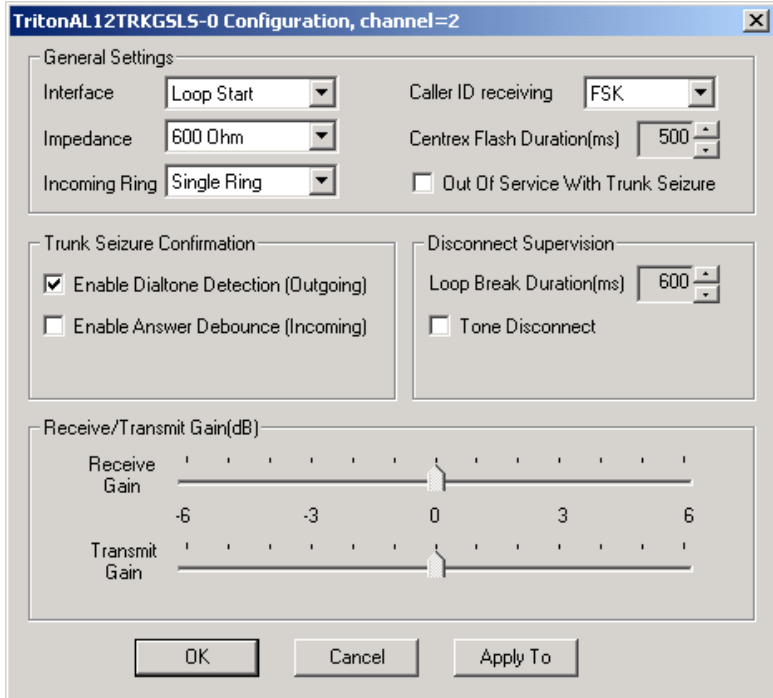 TritonAL12TRKGSLS-0 Configuration, channel=2
General Settings
Interface Loop Start
Caller ID receiving FSK
Impedance 600 Ohm
Centrex Flash Duration(ms) 500
Incoming Ring Single Ring
Out Of Service With Trunk Seizure
Trunk Seizure Confirmation
Enable Dialtone Detection (Outgoing)
Enable Answer Debounce (Incoming)
Disconnect Supervision
Loop Break Duration(ms) 600
Tone Disconnect
Receive/Transmit Gain(dB)
Receive
Gain
-6 -3 0 3 6
Transmit
Gain
OK Cancel Apply To